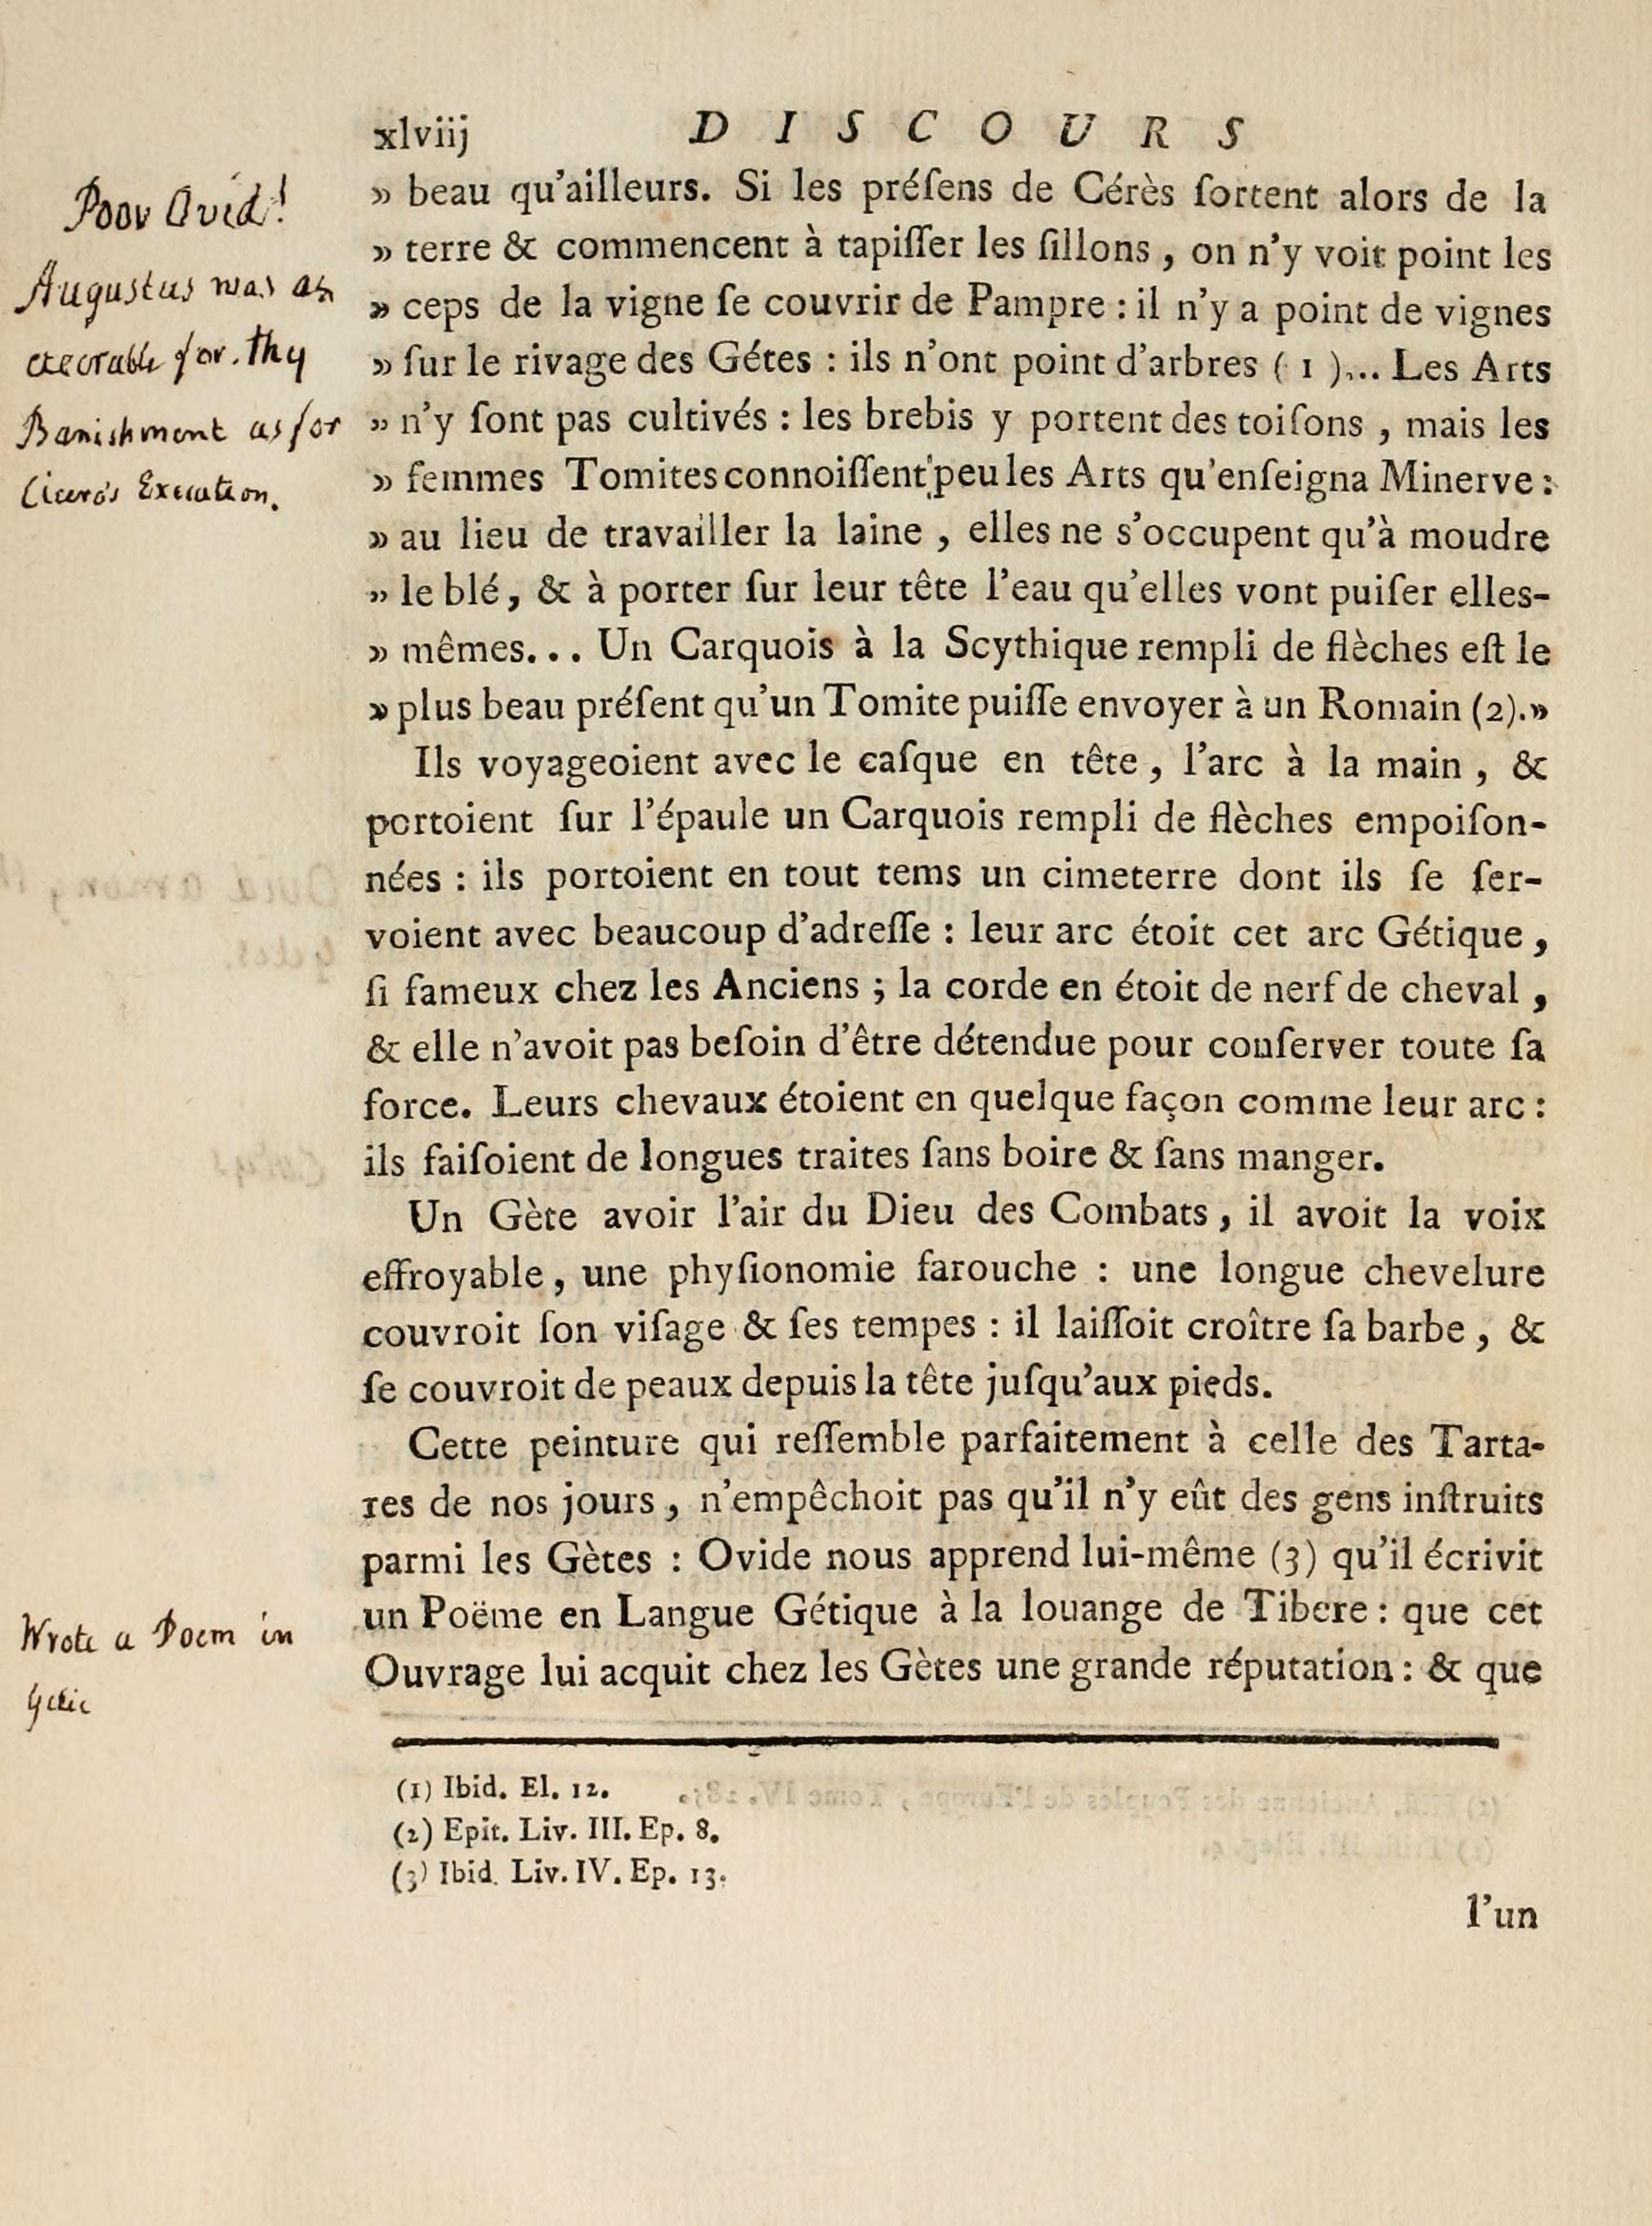 xlviij DISCOURS
» beau qu'ailleurs. Si les préſens de Cérès ſortent alors de la
» terre & commencent à tapiſſer les ſillons , on n'y voit point les
» ceps de la vigne ſe couvrir de Pampre : il n'y a point de vignes
» ſur le rivage des Gétes : ils n'ont point d'arbres ( 1 )... Les Arts
» n'y ſont pas cultivés : les brebis y portent des toiſons , mais les
» femmes Tomites connoiſſent peu les Arts qu'enſeigna Minerve :
» au lieu de travailler la laine , elles ne s'occupent qu'à moudre
» le blé, & à porter ſur leur tête l'eau qu'elles vont puiſer elles-
» mêmes... Un Carquois à la Scythique rempli de flèches eſt le
» plus beau préſent qu'un Tomite puiſſe envoyer à un Romain (2).»
Ils voyageoient avec le caſque en tête , l'arc à la main , &
portoient ſur l'épaule un Carquois rempli de flèches empoiſon-
nées : ils portoient en tout tems un cimeterre dont ils ſe ſer-
voient avec beaucoup d'adreſſe : leur arc étoit cet arc Gétique ,
ſi fameux chez les Anciens ; la corde en étoit de nerf de cheval ,
& elle n'avoit pas beſoin d'être détendue pour conſerver toute ſa
force. Leurs chevaux étoient en quelque façon comme leur arc :
ils faiſoient de longues traites ſans boire & ſans manger.
Un Gète avoir l'air du Dieu des Combats , il avoit la voix
effroyable, une phyſionomie farouche : une longue chevelure
couvroit ſon viſage & ſes tempes : il laiſſoit croître ſa barbe , &
ſe couvroit de peaux depuis la tête juſqu'aux pieds.
Cette peinture qui reſſemble parfaitement à celle des Tarta-
res de nos jours , n'empêchoit pas qu'il n'y eût des gens inſtruits
parmi les Gètes : Ovide nous apprend lui-même (3) qu'il écrivit
un Poëme en Langue Gétique à la louange de Tibere : que cet
Ouvrage lui acquit chez les Gètes une grande réputation : & que
(1) Ibid. El. 12.
(2) Epit. Liv. III. Ep. 8.
(3) Ibid. Liv. IV. Ep. 13.
l'un
Poor Ovid!
Augustus was as
execrable for thy
Banishment as for
Cicero's Execution.
Wrote a Poem in
Getic